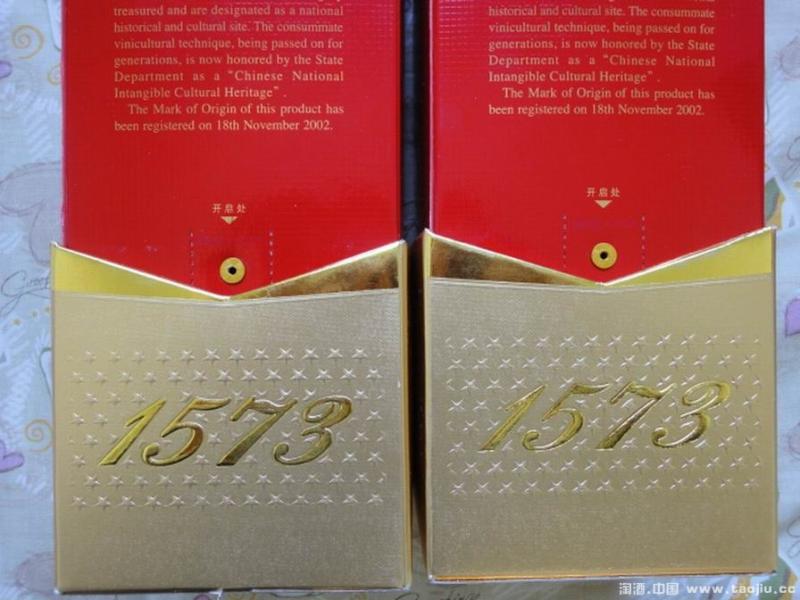 treasured and are designated as a national
historical and cultural site. The consummate
vinicultural technique, being passed on for
generations, is now honored by the State
Department as a "Chinese National
Intangible Cultural Heritage".
The Mark of Origin of this product has
been registered on 18th November 2002.
开启处
1573
historical and cultural site. The consummate
vinicultural technique, being passed on for
generations, is now honored by the State
Department as a "Chinese National
Intangible Cultural Heritage".
The Mark of Origin of this product has
been registered on 18th November 2002.
开启处
1573
淘酒.中国 www.taojiu.cc